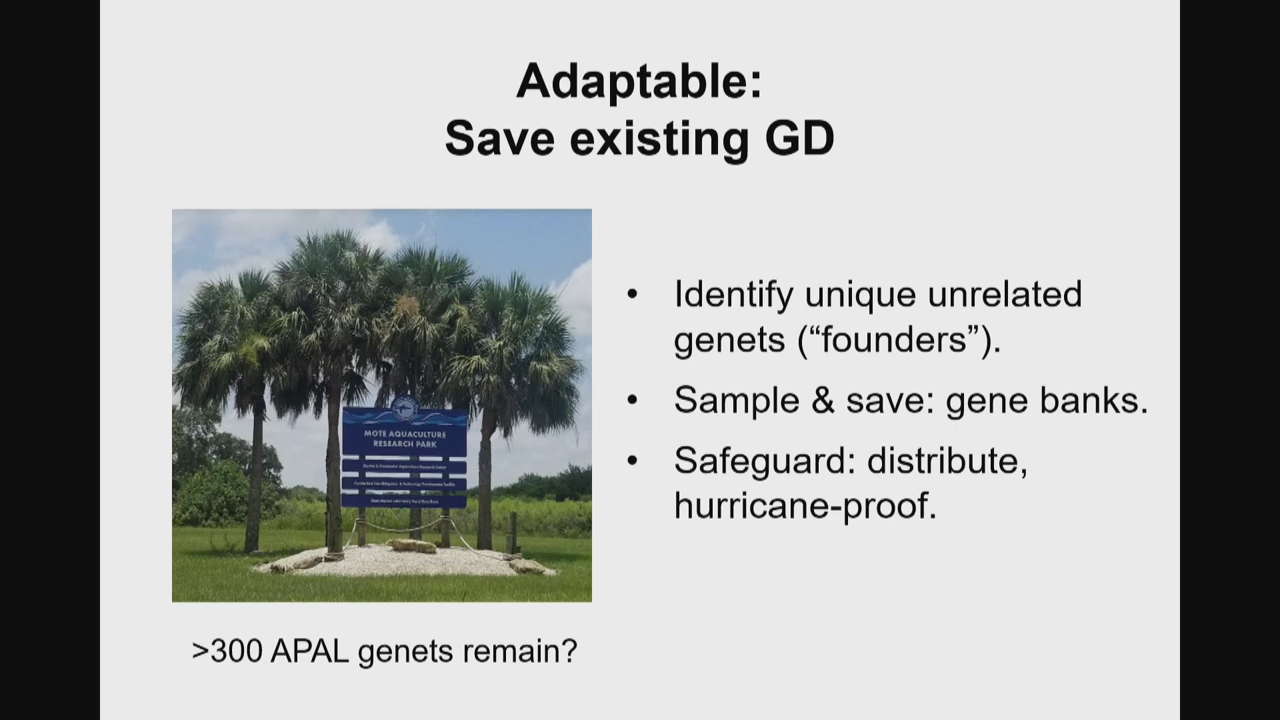 Adaptable:
Save existing GD
MOTE AQUACULTURE
RESEARCH PARK
• Identify unique unrelated
genets (“founders”).
• Sample & save: gene banks.
• Safeguard: distribute,
hurricane-proof.
>300 APAL genets remain?